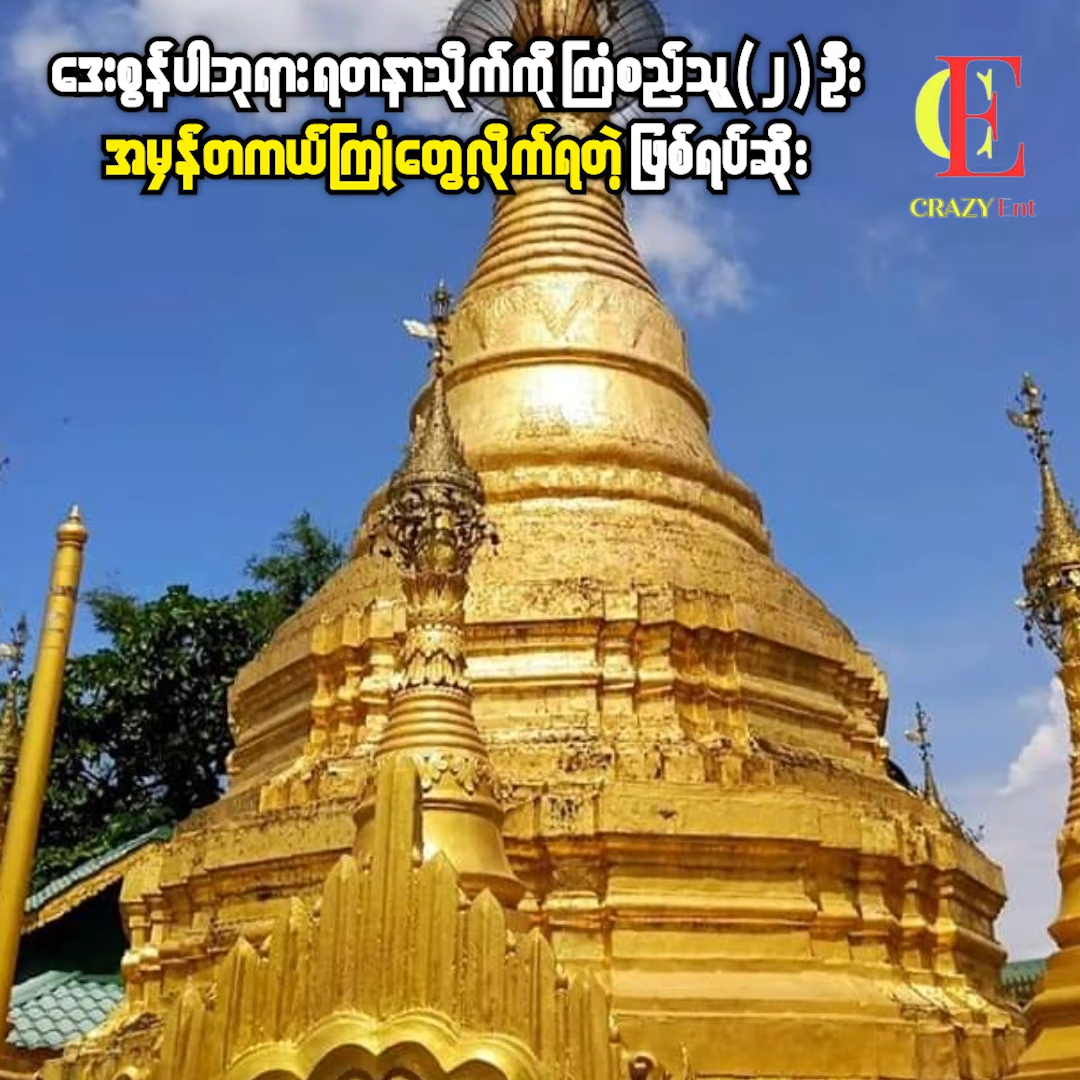 ဒေးစွန်ပါဘုရားရတနာသိုက်ကို ကြံစည်သူ(၂)ဦး
အမှန်တကယ်ကြုံတွေ့လိုက်ရတဲ့ ဖြစ်ရပ်ဆိုး
CE
CRAZY Ent